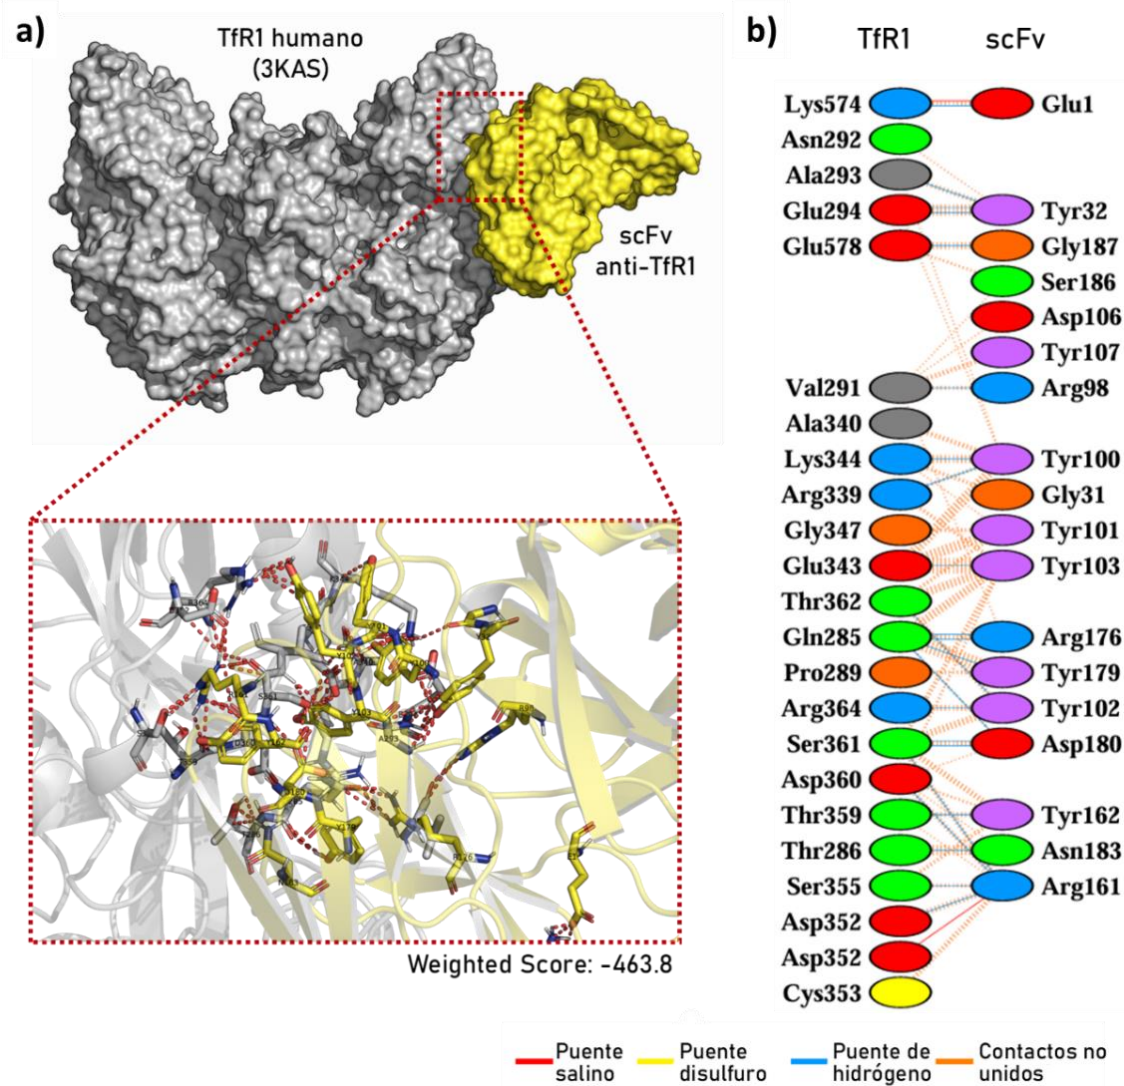 a)
TfR1 humano
(3KAS)
scFv
anti-TfR1
Weighted Score: -463.8
b)
TfR1 scFv
Lys574 Glu1
Asn292
Ala293
Glu294 Tyr32
Glu578 Gly187
Ser186
Asp106
Tyr107
Val291 Arg98
Ala340
Lys344 Tyr100
Arg339 Gly31
Gly347 Tyr101
Glu343 Tyr103
Thr362
Gln285 Arg176
Pro289 Tyr179
Arg364 Tyr102
Ser361 Asp180
Asp360
Thr359 Tyr162
Thr286 Asn183
Ser355 Arg161
Asp352
Asp352
Cys353
Puente
salino
Puente
disulfuro
Puente de
hidrógeno
Contactos no
unidos